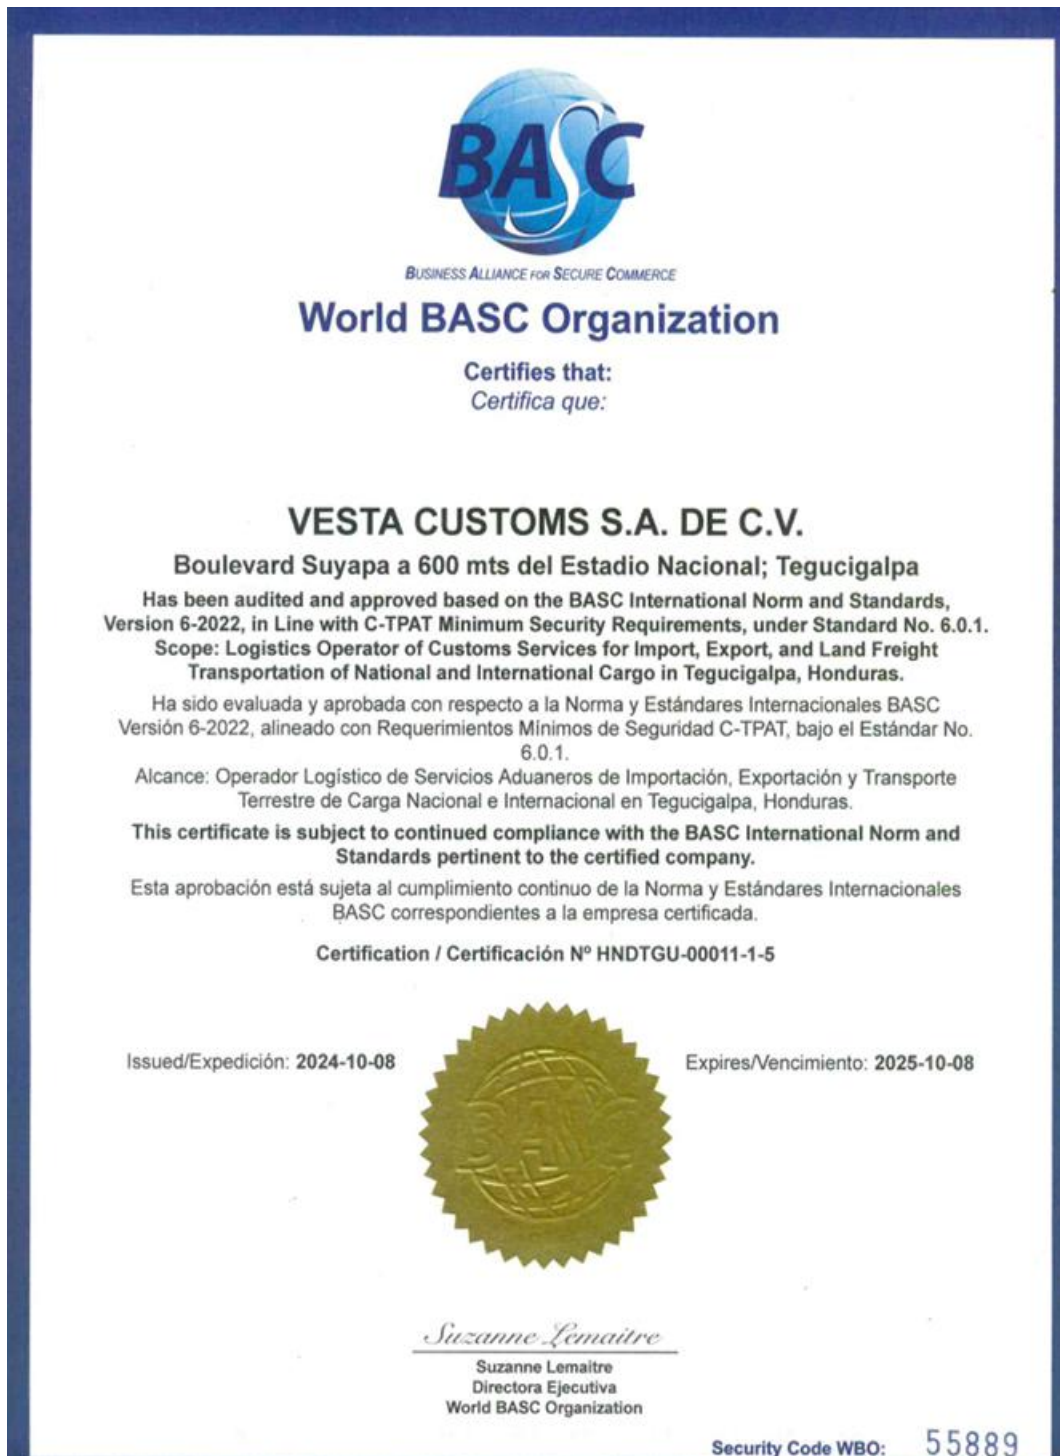 BASC
BUSINESS ALLIANCE FOR SECURE COMMERCE
World BASC Organization
Certifies that:
Certifica que:
VESTA CUSTOMS S.A. DE C.V.
Boulevard Suyapa a 600 mts del Estadio Nacional; Tegucigalpa
Has been audited and approved based on the BASC International Norm and Standards,
Version 6-2022, in Line with C-TPAT Minimum Security Requirements, under Standard No. 6.0.1.
Scope: Logistics Operator of Customs Services for Import, Export, and Land Freight
Transportation of National and International Cargo in Tegucigalpa, Honduras.
Ha sido evaluada y aprobada con respecto a la Norma y Estándares Internacionales BASC
Versión 6-2022, alineado con Requerimientos Mínimos de Seguridad C-TPAT, bajo el Estándar No.
6.0.1.
Alcance: Operador Logístico de Servicios Aduaneros de Importación, Exportación y Transporte
Terrestre de Carga Nacional e Internacional en Tegucigalpa, Honduras.
This certificate is subject to continued compliance with the BASC International Norm and
Standards pertinent to the certified company.
Esta aprobación está sujeta al cumplimiento continuo de la Norma y Estándares Internacionales
BASC correspondientes a la empresa certificada.
Certification / Certificación Nº HNDTGU-00011-1-5
Issued/Expedición: 2024-10-08
Expires/Vencimiento: 2025-10-08
BASC
Suzanne Lemaitre
Suzanne Lemaitre
Directora Ejecutiva
World BASC Organization
Security Code WBO: 55889